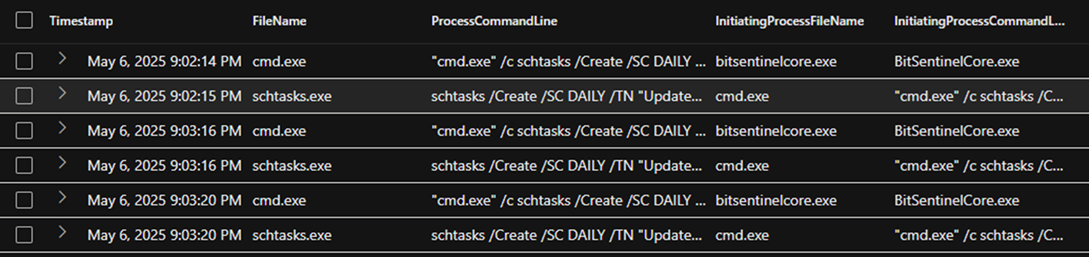 Timestamp FileName ProcessCommandLine InitiatingProcessFileName InitiatingProcessCommandL...
May 6, 2025 9:02:14 PM cmd.exe "cmd.exe" /c schtasks /Create /SC DAILY ... bitsentinelcore.exe BitSentinelCore.exe
May 6, 2025 9:02:15 PM schtasks.exe schtasks /Create /SC DAILY /TN "Update... cmd.exe "cmd.exe" /c schtasks /C...
May 6, 2025 9:03:16 PM cmd.exe "cmd.exe" /c schtasks /Create /SC DAILY ... bitsentinelcore.exe BitSentinelCore.exe
May 6, 2025 9:03:16 PM schtasks.exe schtasks /Create /SC DAILY /TN "Update... cmd.exe "cmd.exe" /c schtasks /C...
May 6, 2025 9:03:20 PM cmd.exe "cmd.exe" /c schtasks /Create /SC DAILY ... bitsentinelcore.exe BitSentinelCore.exe
May 6, 2025 9:03:20 PM schtasks.exe schtasks /Create /SC DAILY /TN "Update... cmd.exe "cmd.exe" /c schtasks /C...